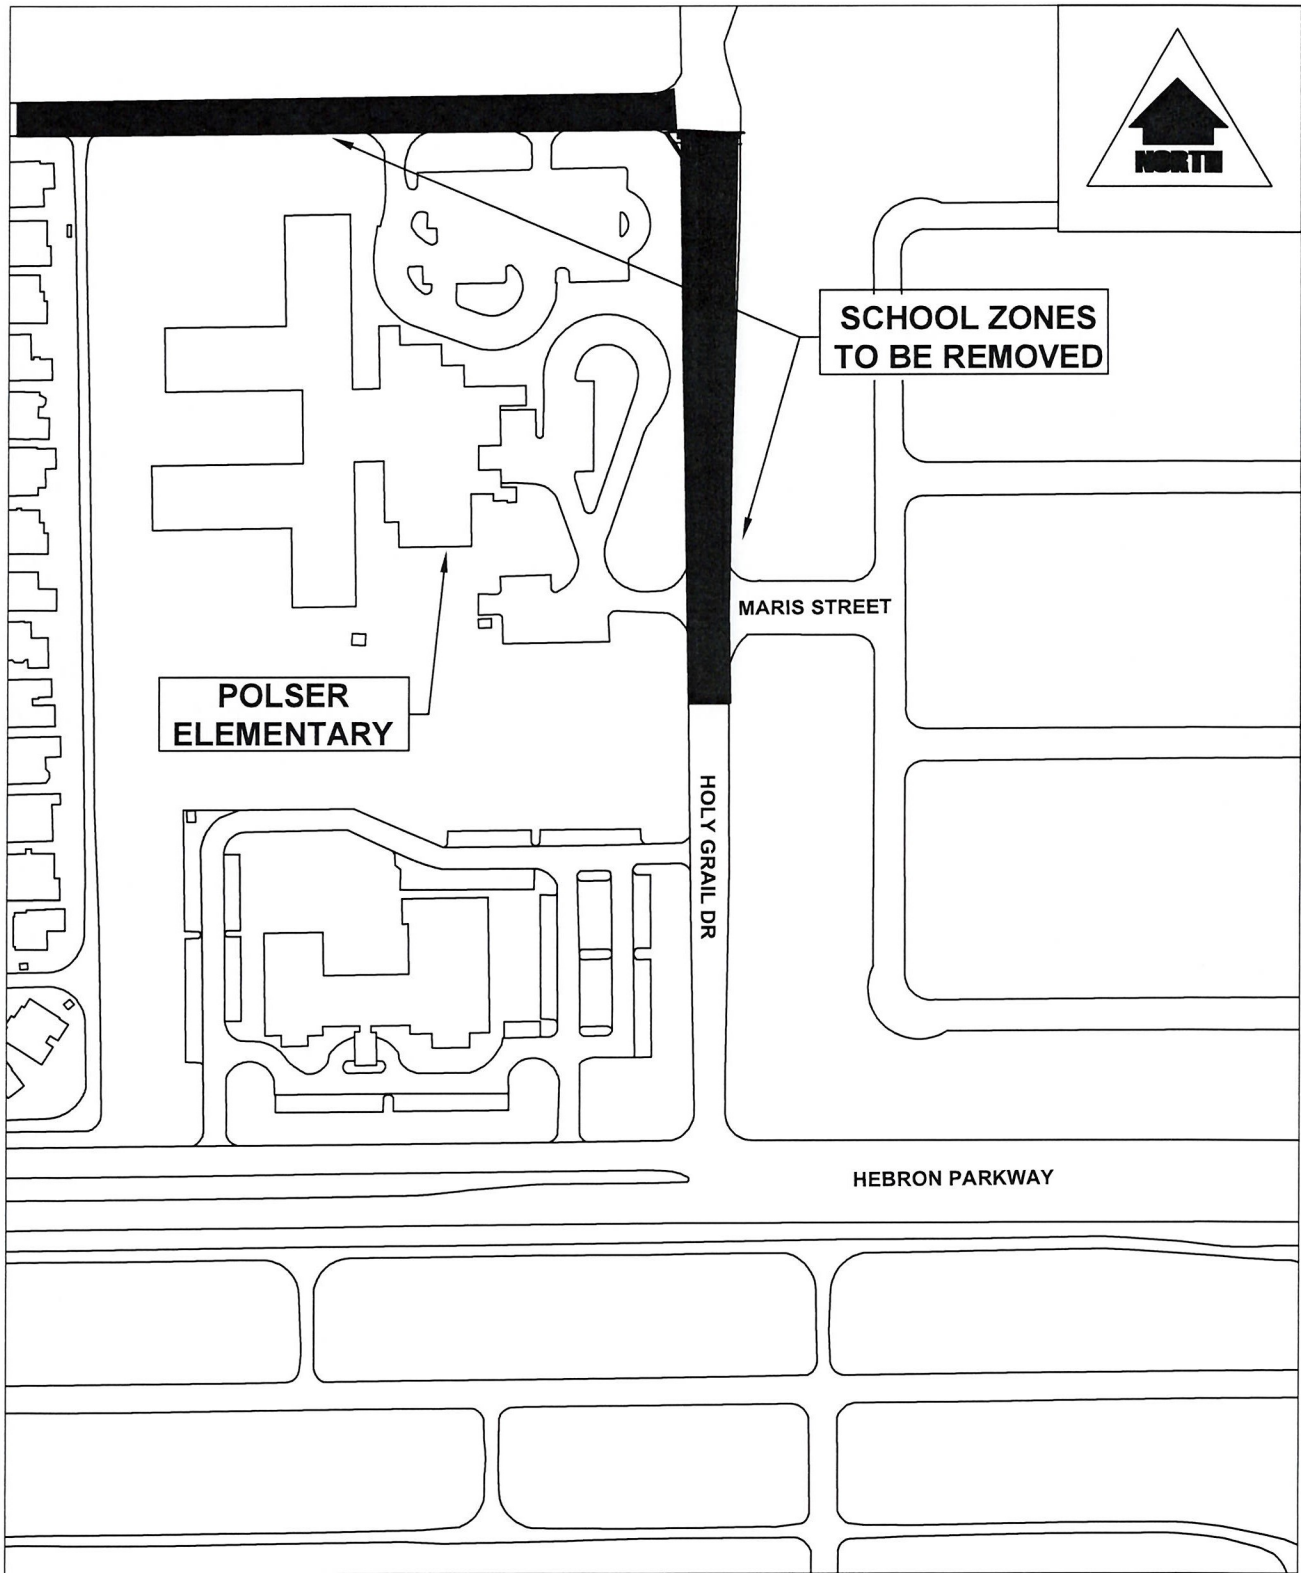 NORTH
SCHOOL ZONES
TO BE REMOVED
MARIS STREET
POLSER
ELEMENTARY
HOLY GRAIL DR
HEBRON PARKWAY